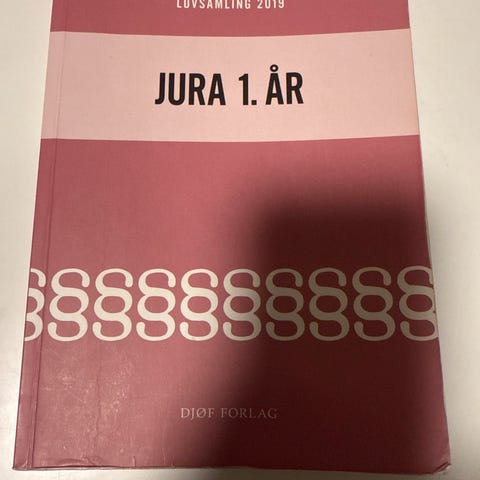 LOVSAMLING 2019
JURA 1. ÅR
§§§§§§§§§§
DJØF FORLAG